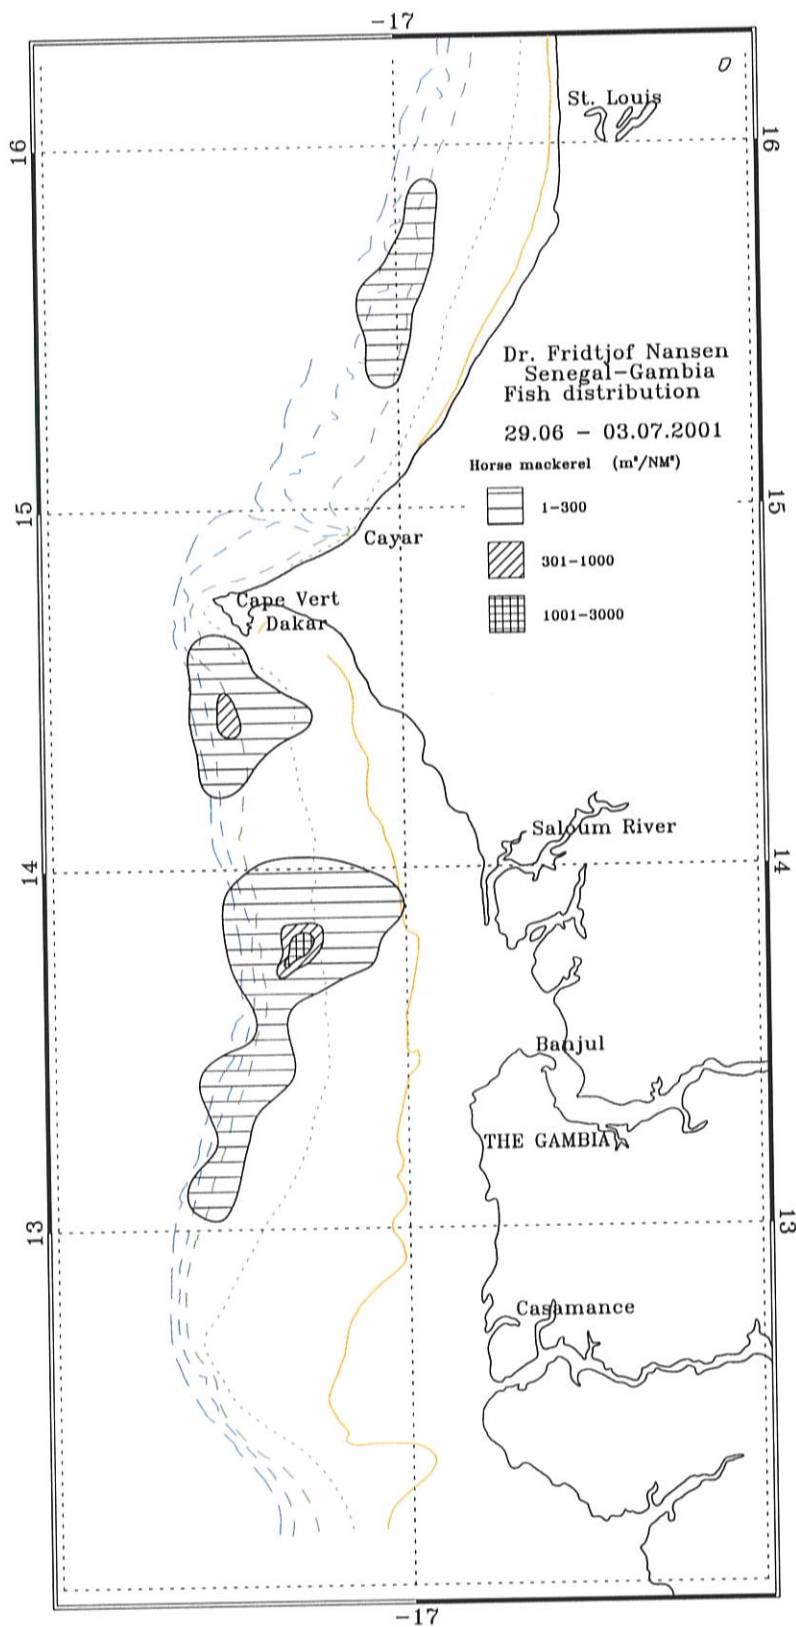 -17
St. Louis
16
16
Dr. Fridtjof Nansen
Senegal-Gambia
Fish distribution
29.06 - 03.07.2001
Horse mackerel (m²/NM²)
1-300
301-1000
1001-3000
15
15
Cayar
Cape Vert
Dakar
Saloum River
14
14
Banjul
THE GAMBIA
13
13
Casamance
-17